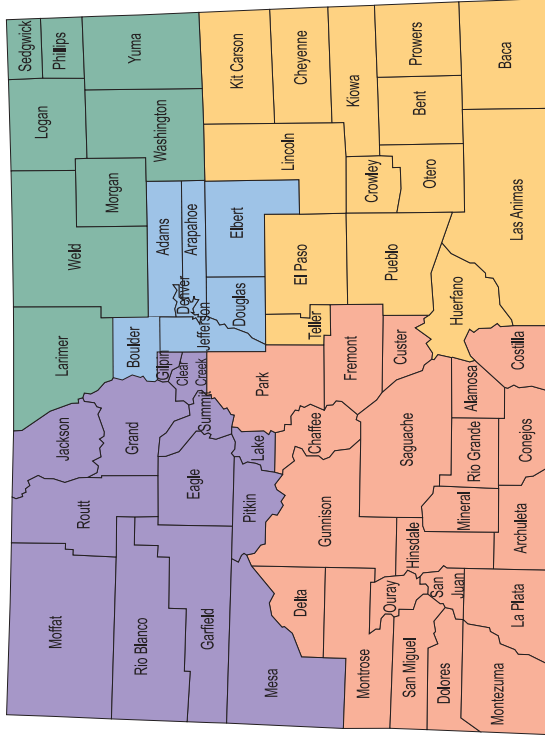 Moffat
Routt
Jackson
Larimer
Weld
Logan
Sedgwick
Phillips
Morgan
Rio Blanco
Grand
Boulder
Washington
Yuma
Garfield
Eagle
Summit
Gilpin
Clear
Creek
Jefferson
Denver
Adams
Arapahoe
Mesa
Pitkin
Lake
Park
Douglas
Elbert
Kit Carson
Delta
Gunnison
Chaffee
Teller
El Paso
Lincoln
Cheyenne
Montrose
Ouray
Hinsdale
Saguache
Fremont
Custer
Pueblo
Crowley
Kiowa
San Miguel
Dolores
San
Juan
Mineral
Rio Grande
Alamosa
Huerfano
Otero
Bent
Prowers
Montezuma
La Plata
Archuleta
Conejos
Costilla
Las Animas
Baca